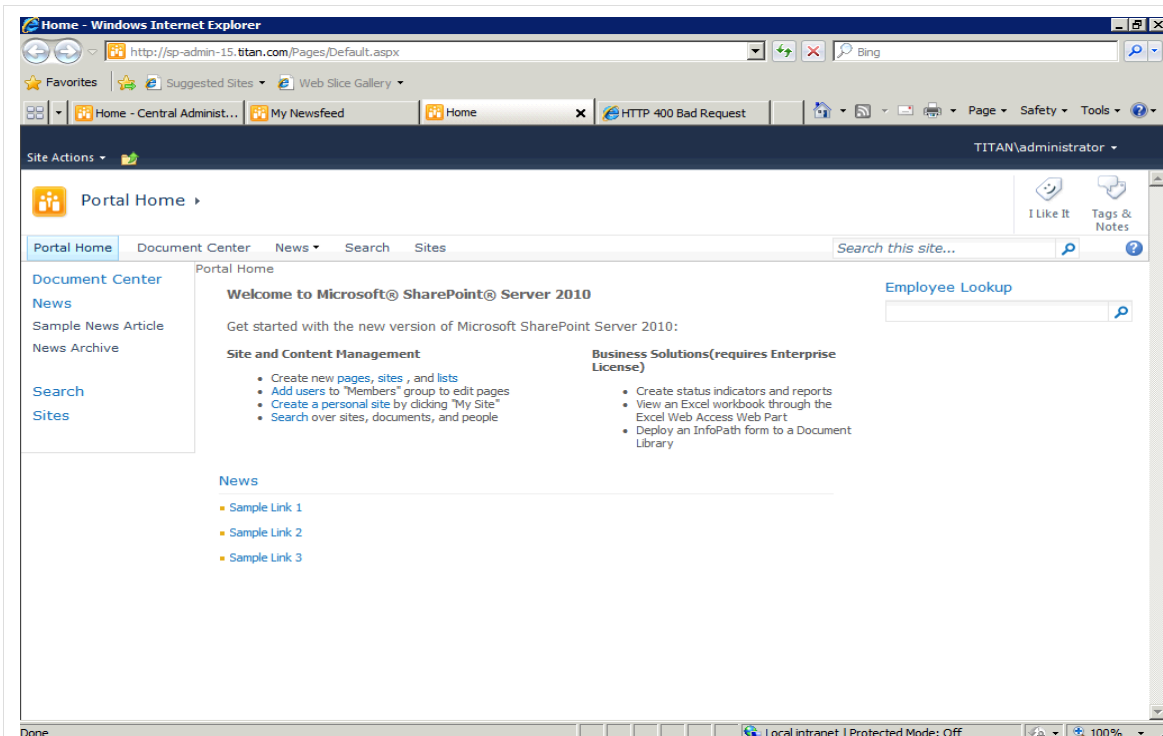 Home - Windows Internet Explorer
http://sp-admin-15.titan.com/Pages/Default.aspx
Bing
Favorites
Suggested Sites
Web Slice Gallery
Home - Central Administ...
My Newsfeed
Home
HTTP 400 Bad Request
Page
Safety
Tools
Site Actions
TITAN\administrator
Portal Home
I Like It
Tags & Notes
Portal Home
Document Center
News
Search
Sites
Search this site...
Document Center
News
Sample News Article
News Archive
Search
Sites
Portal Home
Welcome to Microsoft® SharePoint® Server 2010
Get started with the new version of Microsoft SharePoint Server 2010:
Site and Content Management
Create new pages, sites , and lists
Add users to "Members" group to edit pages
Create a personal site by clicking "My Site"
Search over sites, documents, and people
Business Solutions(requires Enterprise
License)
Create status indicators and reports
View an Excel workbook through the
Excel Web Access Web Part
Deploy an InfoPath form to a Document
Library
Employee Lookup
News
Sample Link 1
Sample Link 2
Sample Link 3
Done
Local intranet | Protected Mode: Off
100%